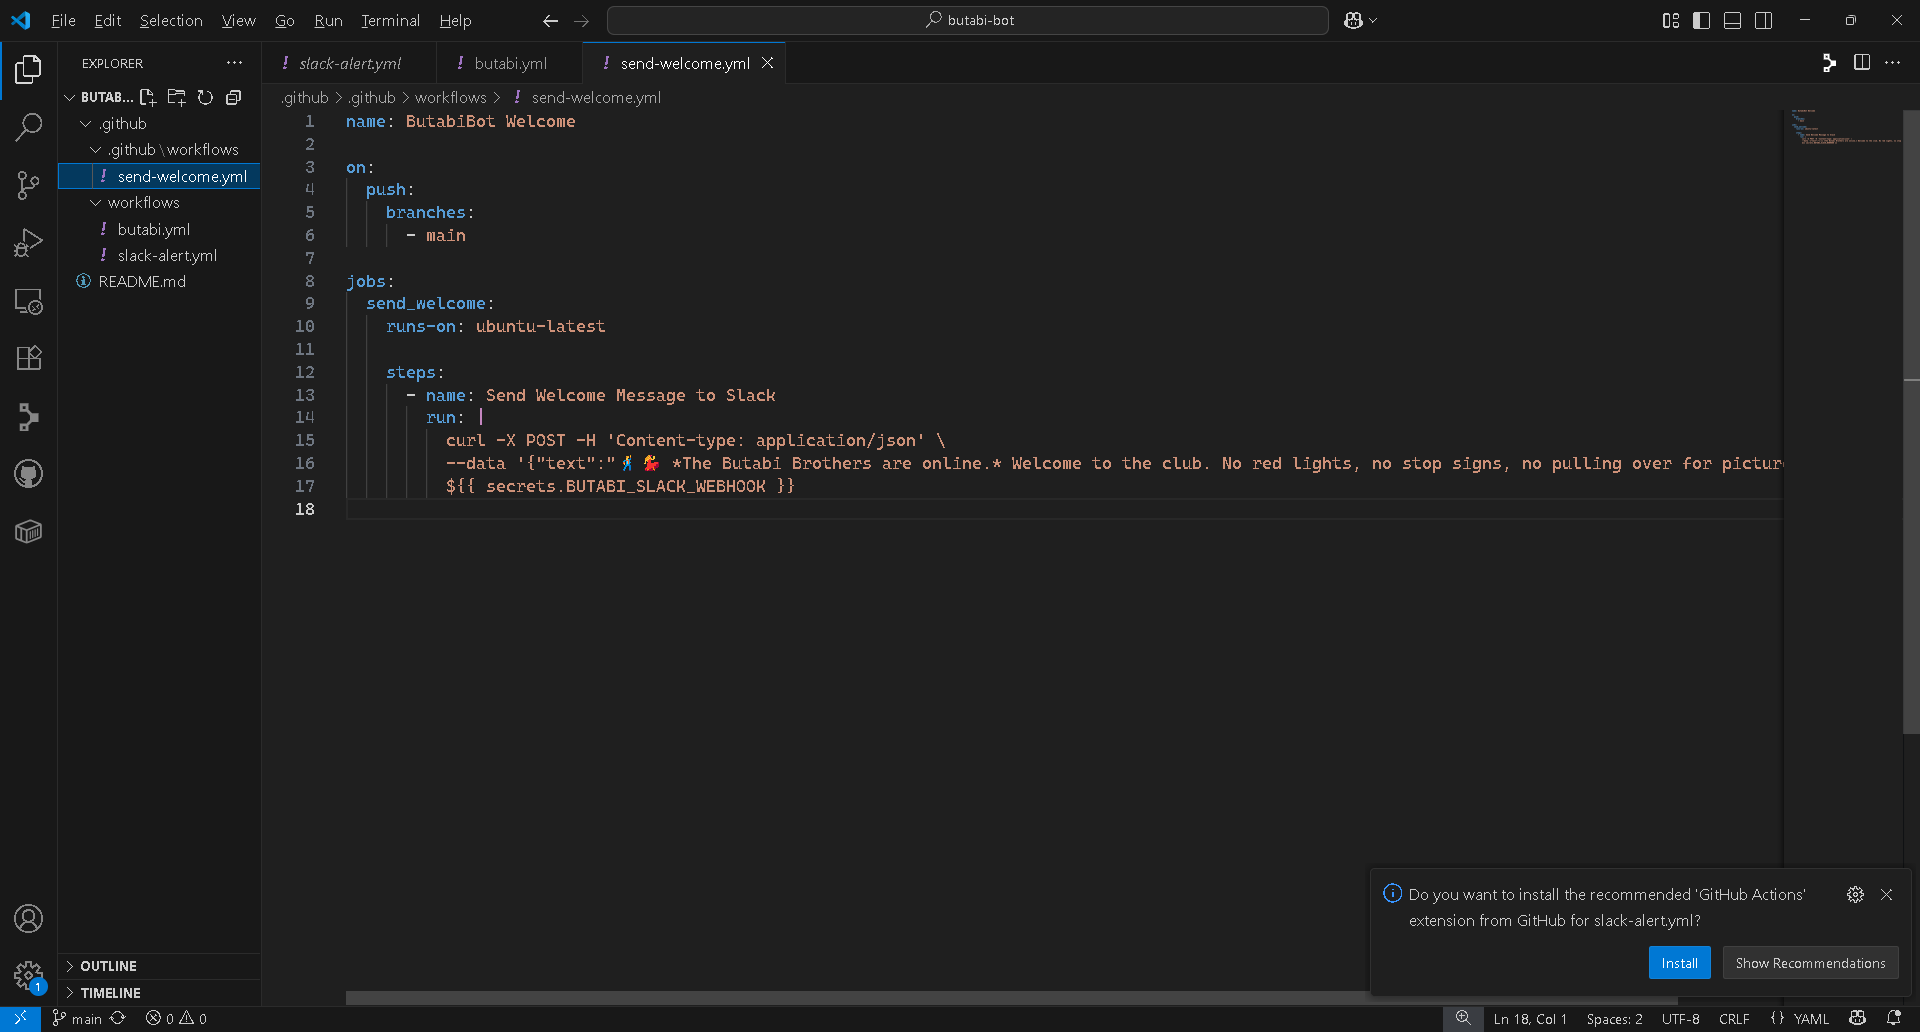 File Edit Selection View Go Run Terminal Help
butabi-bot
EXPLORER
BUTAB...
.github
.github\workflows
send-welcome.yml
workflows
butabi.yml
slack-alert.yml
README.md
OUTLINE
TIMELINE
slack-alert.yml
butabi.yml
send-welcome.yml
.github > .github > workflows > ! send-welcome.yml
1 name: ButabiBot Welcome
2
3 on:
4 push:
5 branches:
6 - main
7
8 jobs:
9 send_welcome:
10 runs-on: ubuntu-latest
11
12 steps:
13 - name: Send Welcome Message to Slack
14 run: |
15 curl -X POST -H 'Content-type: application/json' \
16 --data '{"text":"🕺💃 *The Butabi Brothers are online.* Welcome to the club. No red lights, no stop signs, no pulling over for pictur
17 ${{ secrets.BUTABI_SLACK_WEBHOOK }}
18
Do you want to install the recommended 'GitHub Actions'
extension from GitHub for slack-alert.yml?
Install
Show Recommendations
1
main
0 0
Ln 18, Col 1
Spaces: 2
UTF-8
CRLF
{} YAML